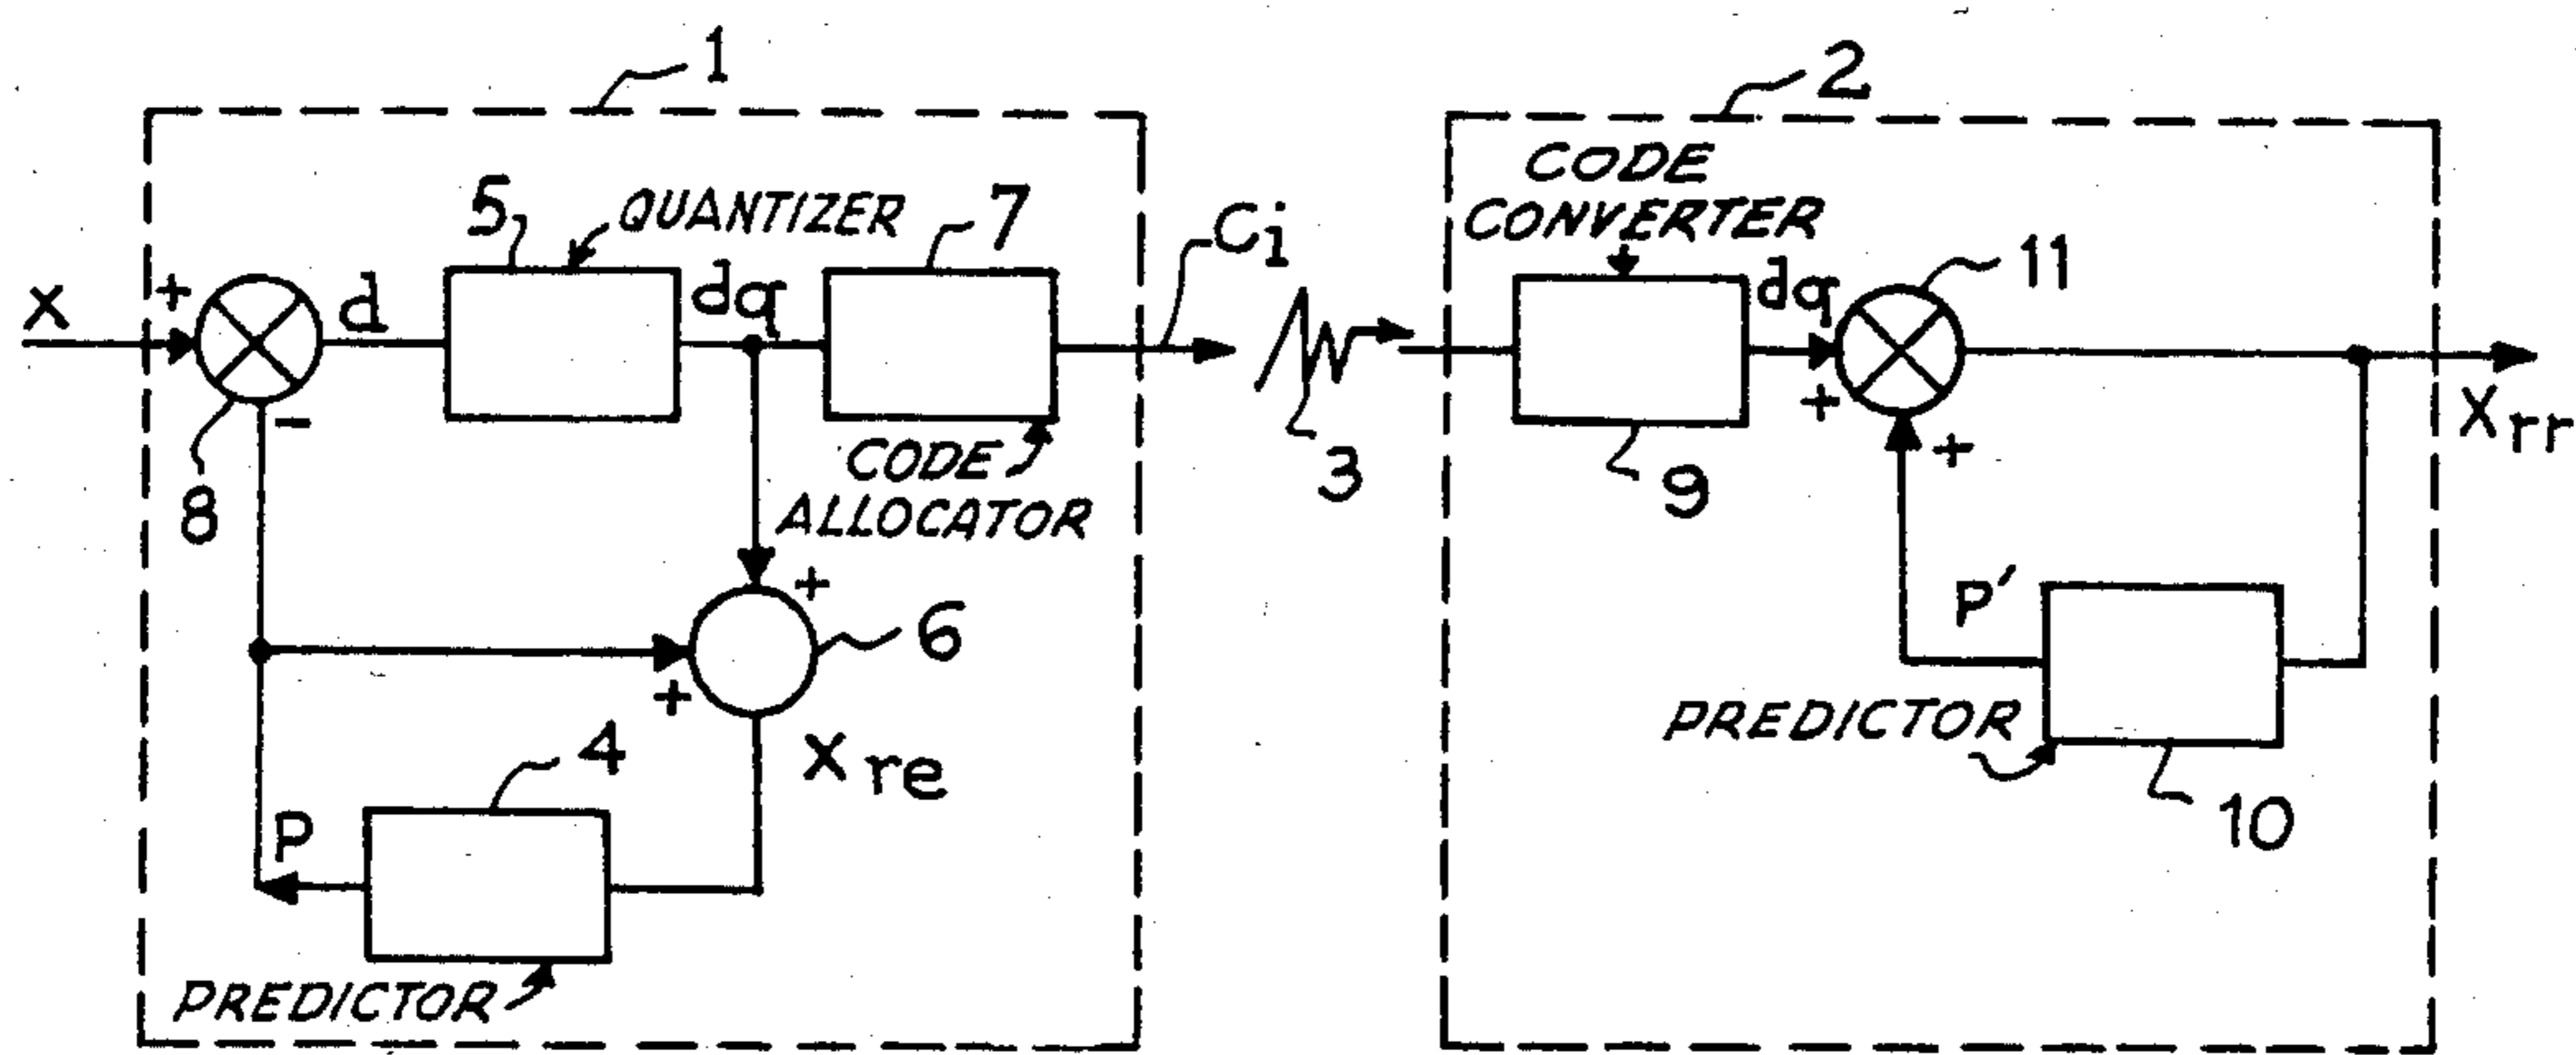 1
2
CODE
CONVERTER
5
QUANTIZER
7
Ci
11
X
+
d
dq
dq
+
Xrr
-
8
CODE
ALLOCATOR
3
9
+
+
6
+
P'
PREDICTOR
10
4
Xre
P
PREDICTOR